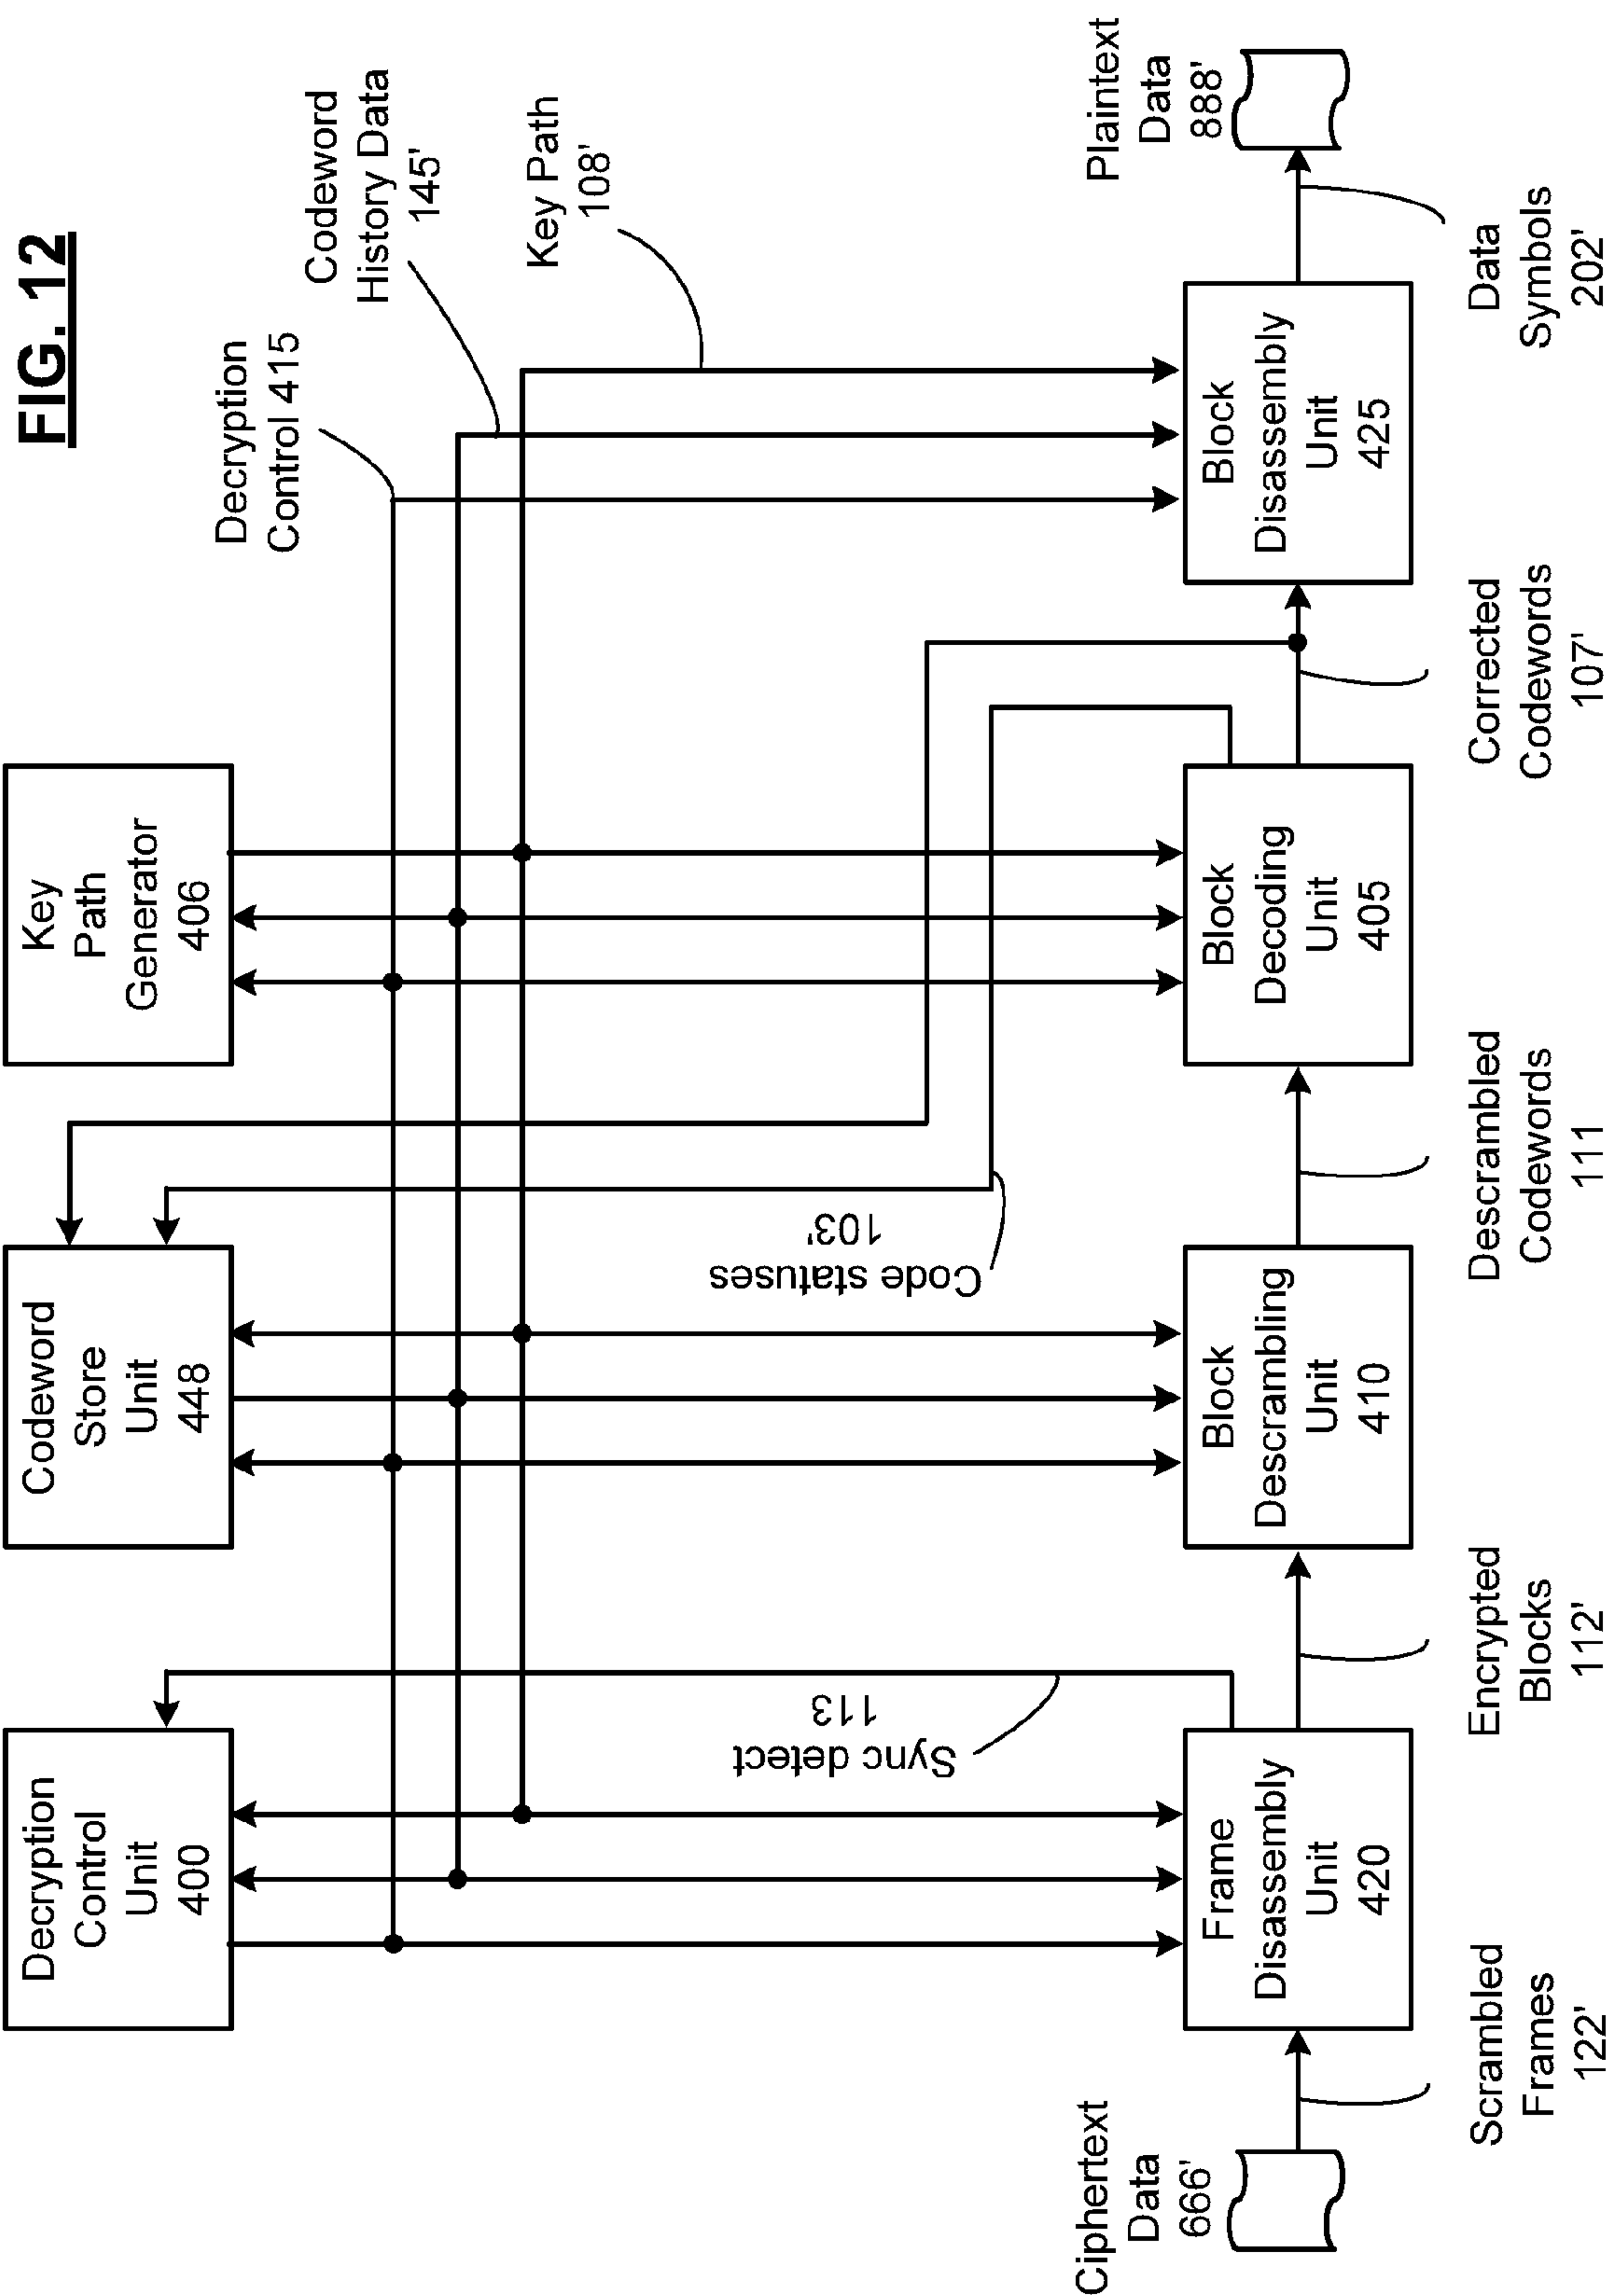 FIG. 12
Decryption
Control
Unit
400
Codeword
Store
Unit
448
Key
Path
Generator
406
Decryption
Control 415
Codeword
History Data
145'
Key Path
108'
Sync detect
113
Code statuses
103'
Ciphertext
Data
666'
Frame
Disassembly
Unit
420
Block
Descrambling
Unit
410
Block
Decoding
Unit
405
Block
Disassembly
Unit
425
Plaintext
Data
888'
Scrambled
Frames
122'
Encrypted
Blocks
112'
Descrambled
Codewords
111
Corrected
Codewords
107'
Data
Symbols
202'